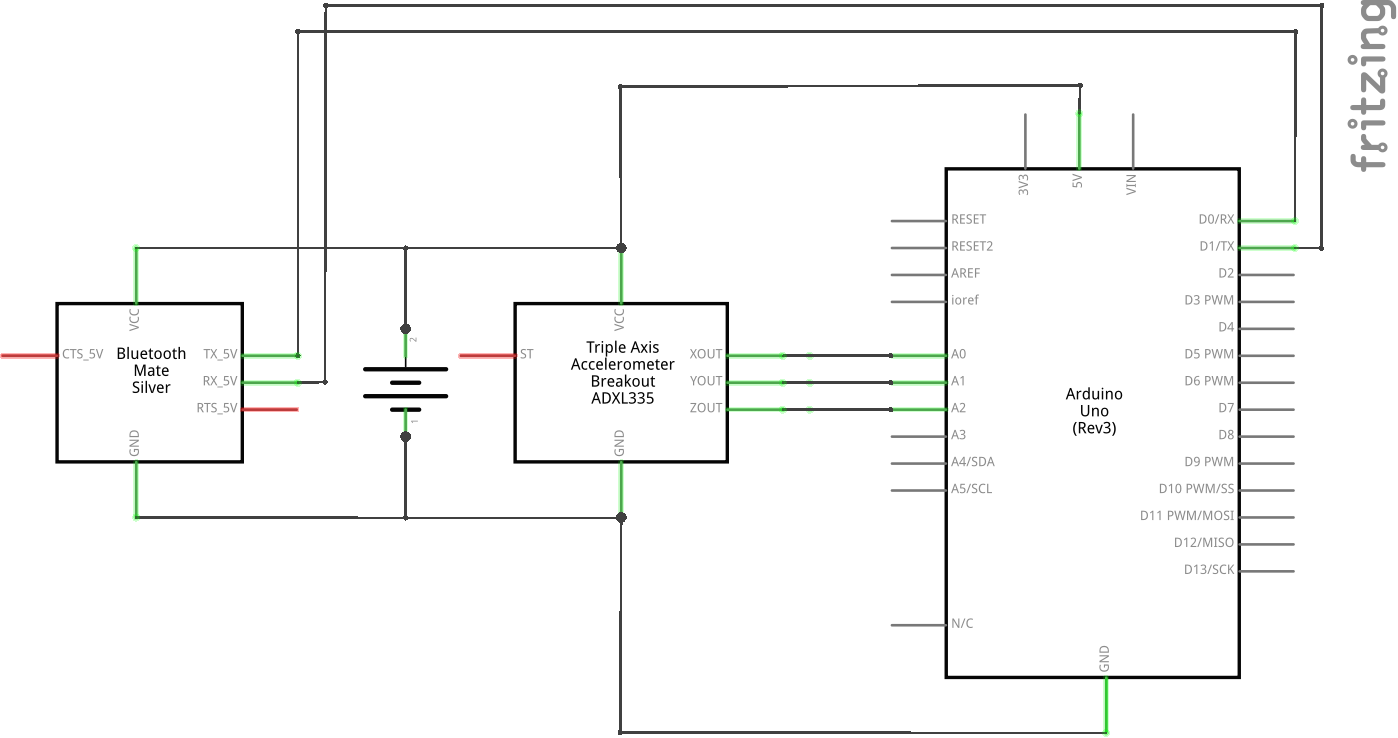 fritzing
3V3
5V
VIN
RESET
RESET2
AREF
ioref
A0
A1
A2
A3
A4/SDA
A5/SCL
N/C
D0/RX
D1/TX
D2
D3 PWM
D4
D5 PWM
D6 PWM
D7
D8
D9 PWM
D10 PWM/SS
D11 PWM/MOSI
D12/MISO
D13/SCK
GND
Arduino
Uno
(Rev3)
VCC
CTS_5V
Bluetooth
Mate
Silver
TX_5V
RX_5V
RTS_5V
GND
2
1
VCC
ST
Triple Axis
Accelerometer
Breakout
ADXL335
XOUT
YOUT
ZOUT
GND